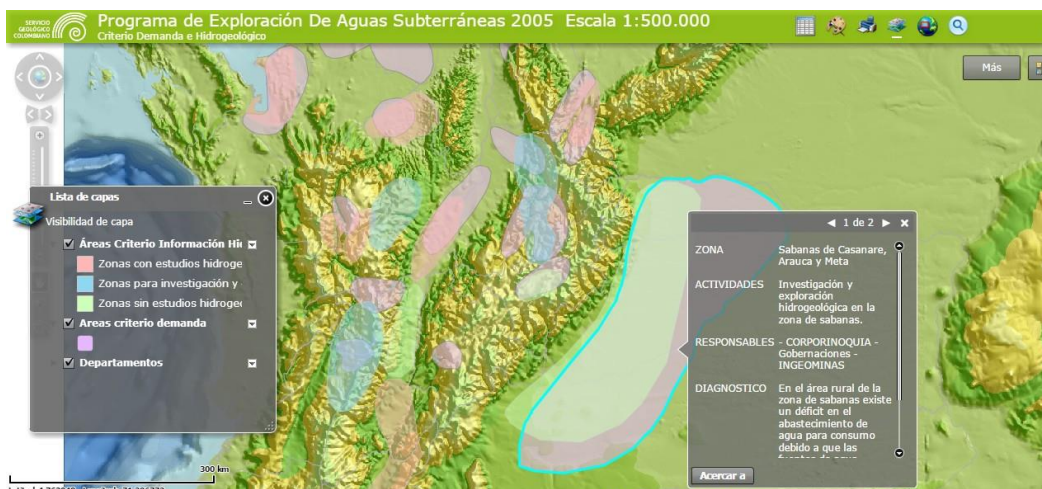 SERVICIO
GEOLÓGICO
COLOMBIANO
Programa de Exploración De Aguas Subterráneas 2005 Escala 1:500.000
Criterio Demanda e Hidrogeológico
Más
Lista de capas
Visibilidad de capa
Áreas Criterio Información Hi
Zonas con estudios hidroge
Zonas para investigación y
Zonas sin estudios hidrogeo
Areas criterio demanda
Departamentos
300 km
1 de 2
ZONA Sabanas de Casanare,
Arauca y Meta
ACTIVIDADES Investigación y
exploración
hidrogeológica en la
zona de sabanas.
RESPONSABLES - CORPORINOQUIA -
Gobernaciones -
INGEOMINAS
DIAGNOSTICO En el área rural de la
zona de sabanas existe
un déficit en el
abastecimiento de
agua para consumo
debido a que las
Acercar a